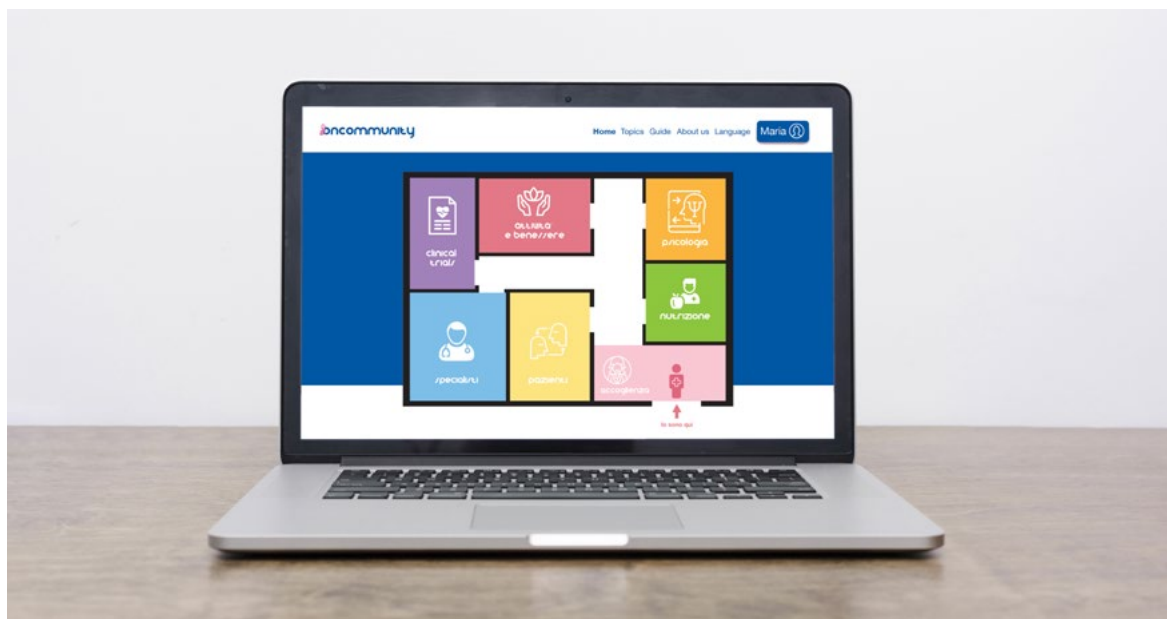 oncommunity
Home Topics Guide About us Language Maria
clinical
trials
attività
e benessere
psicologia
nutrizione
specialisti
pazienti
accoglienza
Io sono qui